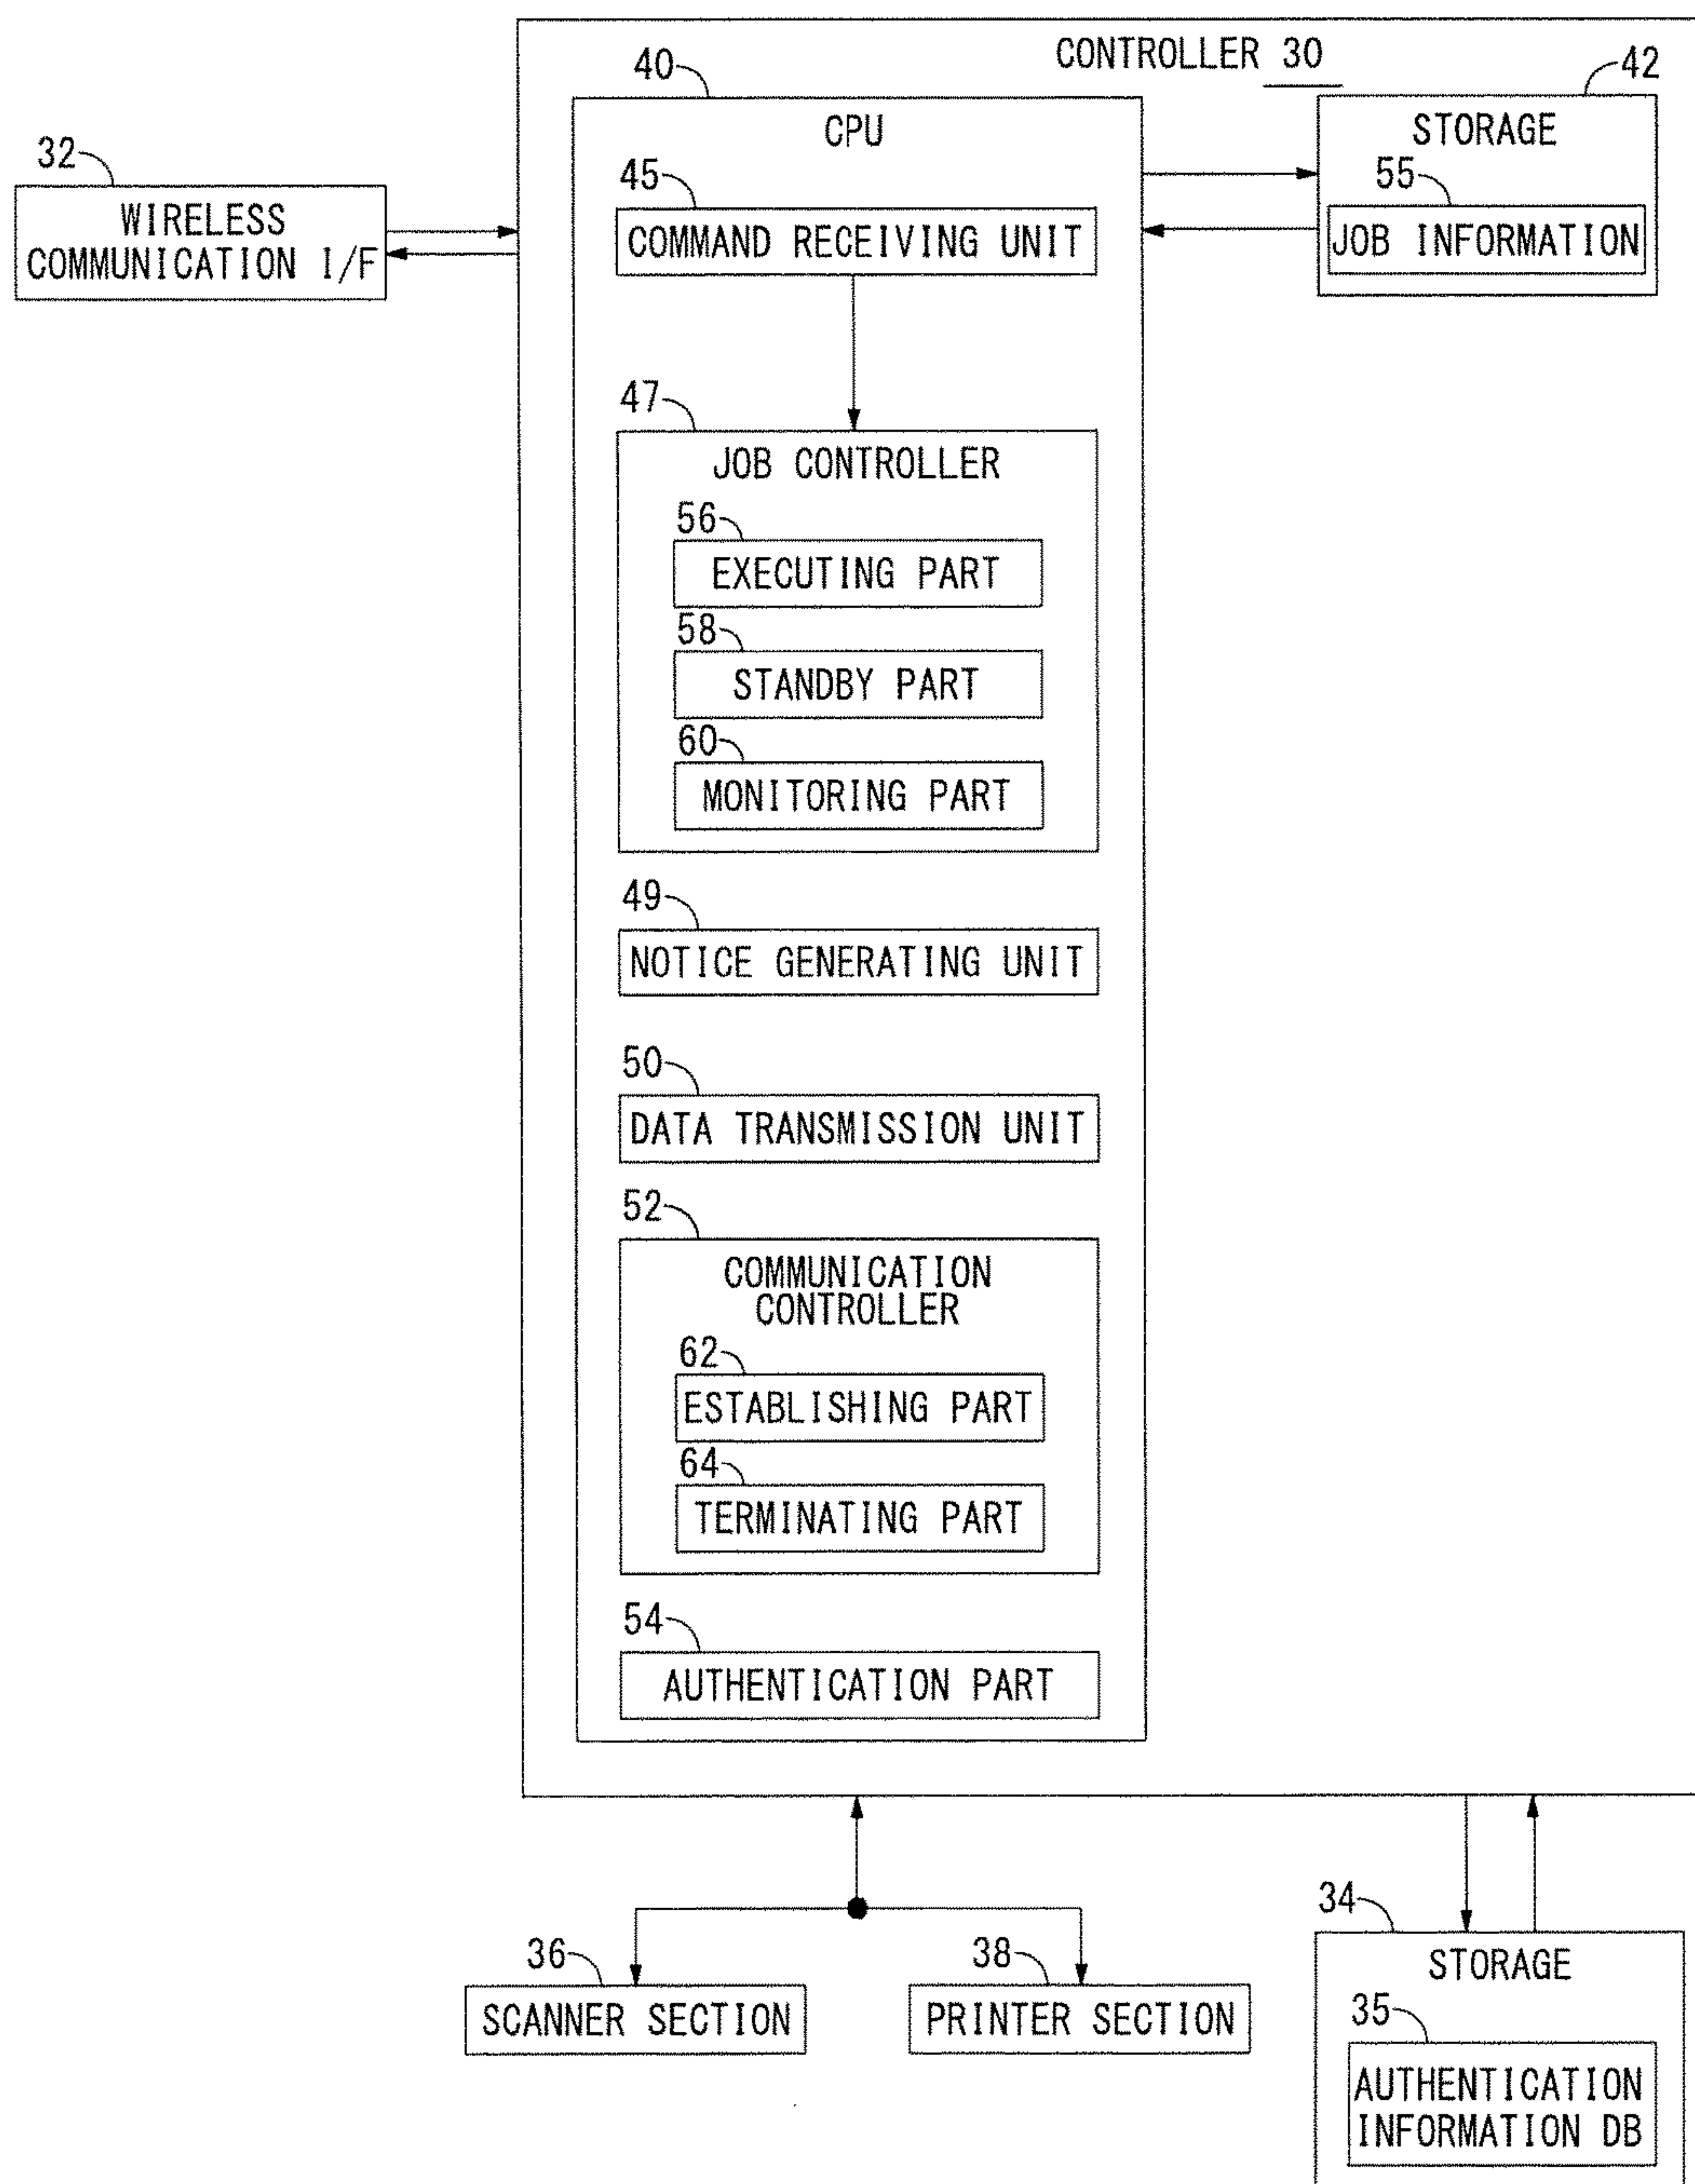 CONTROLLER 30
40
CPU
42
STORAGE
55
JOB INFORMATION
32
WIRELESS
COMMUNICATION I/F
45
COMMAND RECEIVING UNIT
47
JOB CONTROLLER
56
EXECUTING PART
58
STANDBY PART
60
MONITORING PART
49
NOTICE GENERATING UNIT
50
DATA TRANSMISSION UNIT
52
COMMUNICATION
CONTROLLER
62
ESTABLISHING PART
64
TERMINATING PART
54
AUTHENTICATION PART
36
SCANNER SECTION
38
PRINTER SECTION
34
STORAGE
35
AUTHENTICATION
INFORMATION DB